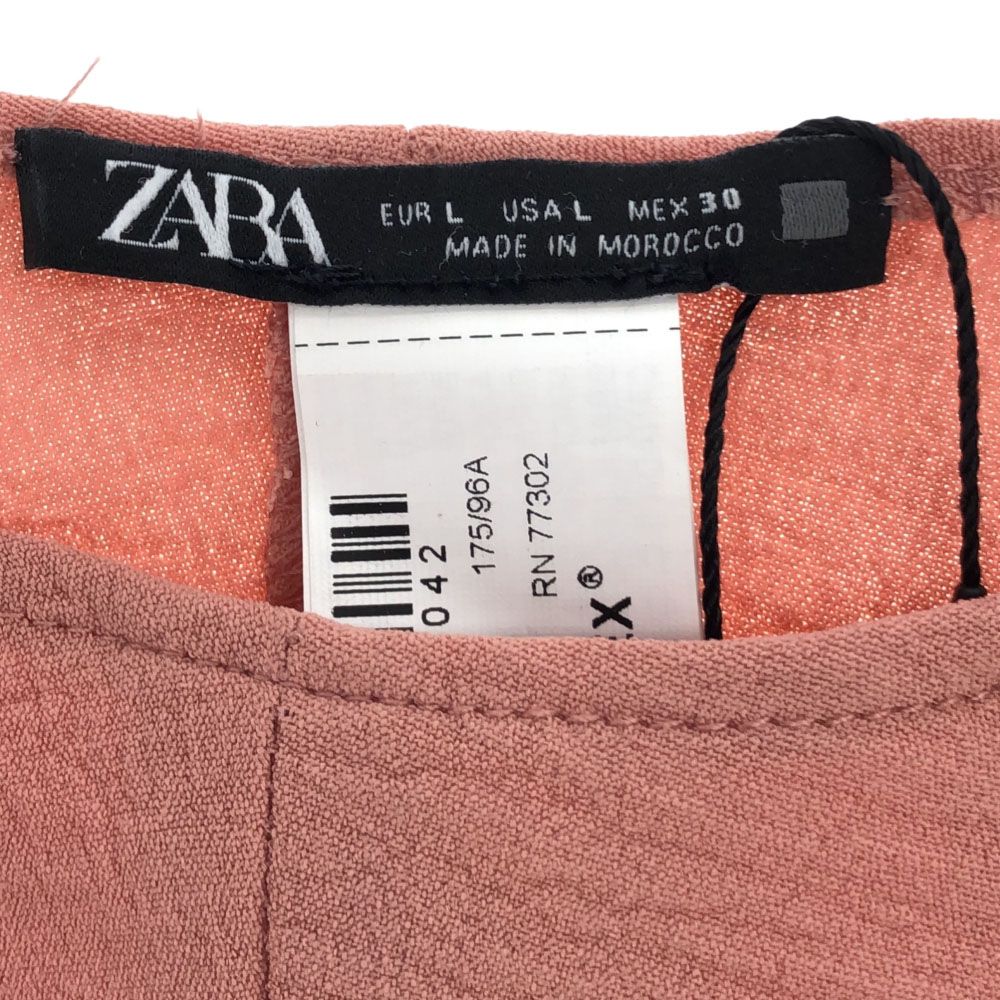 ZARA
EUR L USA L MEX 30
MADE IN MOROCCO
042
175/96A
RN 77302
X®